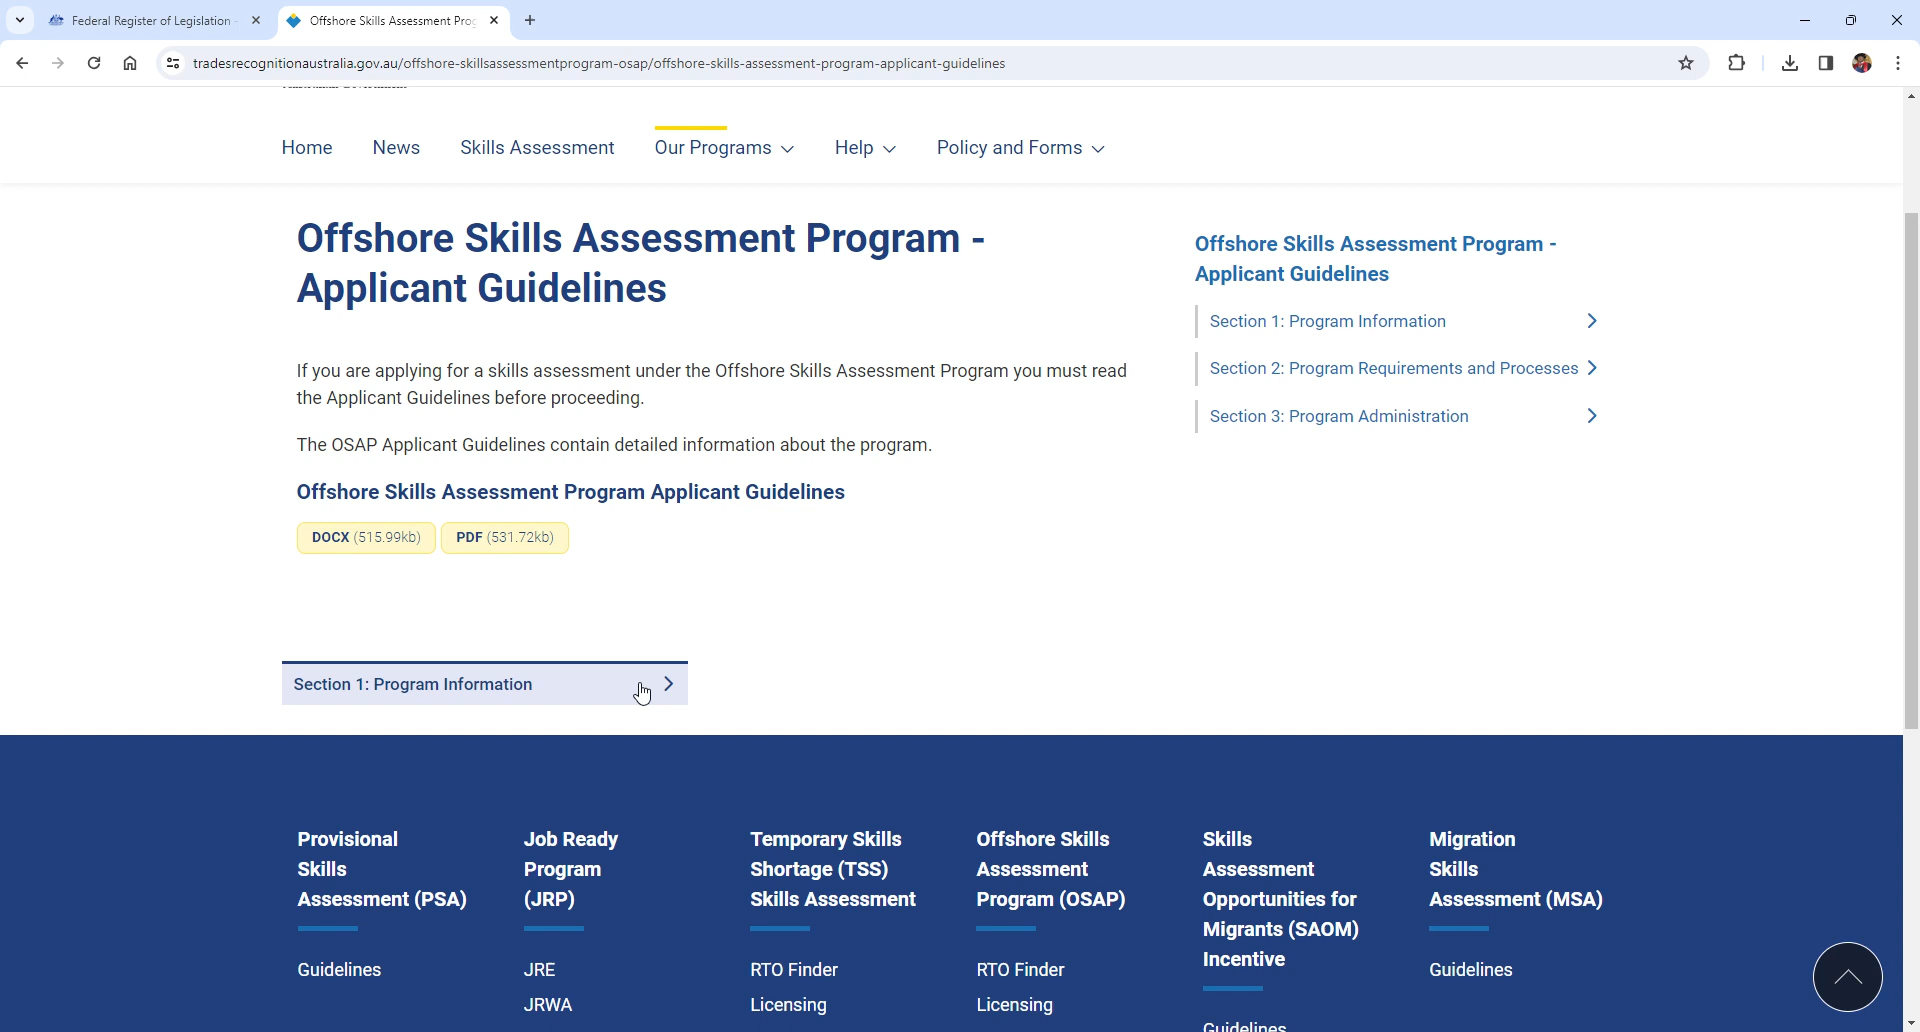 Federal Register of Legislation -
Offshore Skills Assessment Prog
tradesrecognitionaustralia.gov.au/offshore-skillsassessmentprogram-osap/offshore-skills-assessment-program-applicant-guidelines
Home
News
Skills Assessment
Our Programs
Help
Policy and Forms
Offshore Skills Assessment Program -
Applicant Guidelines
If you are applying for a skills assessment under the Offshore Skills Assessment Program you must read
the Applicant Guidelines before proceeding.
The OSAP Applicant Guidelines contain detailed information about the program.
Offshore Skills Assessment Program Applicant Guidelines
DOCX (515.99kb)
PDF (531.72kb)
Offshore Skills Assessment Program -
Applicant Guidelines
Section 1: Program Information
Section 2: Program Requirements and Processes
Section 3: Program Administration
Section 1: Program Information
Provisional
Skills
Assessment (PSA)
Guidelines
Job Ready
Program
(JRP)
JRE
JRWA
Temporary Skills
Shortage (TSS)
Skills Assessment
RTO Finder
Licensing
Offshore Skills
Assessment
Program (OSAP)
RTO Finder
Licensing
Skills
Assessment
Opportunities for
Migrants (SAOM)
Incentive
Guidelines
Migration
Skills
Assessment (MSA)
Guidelines